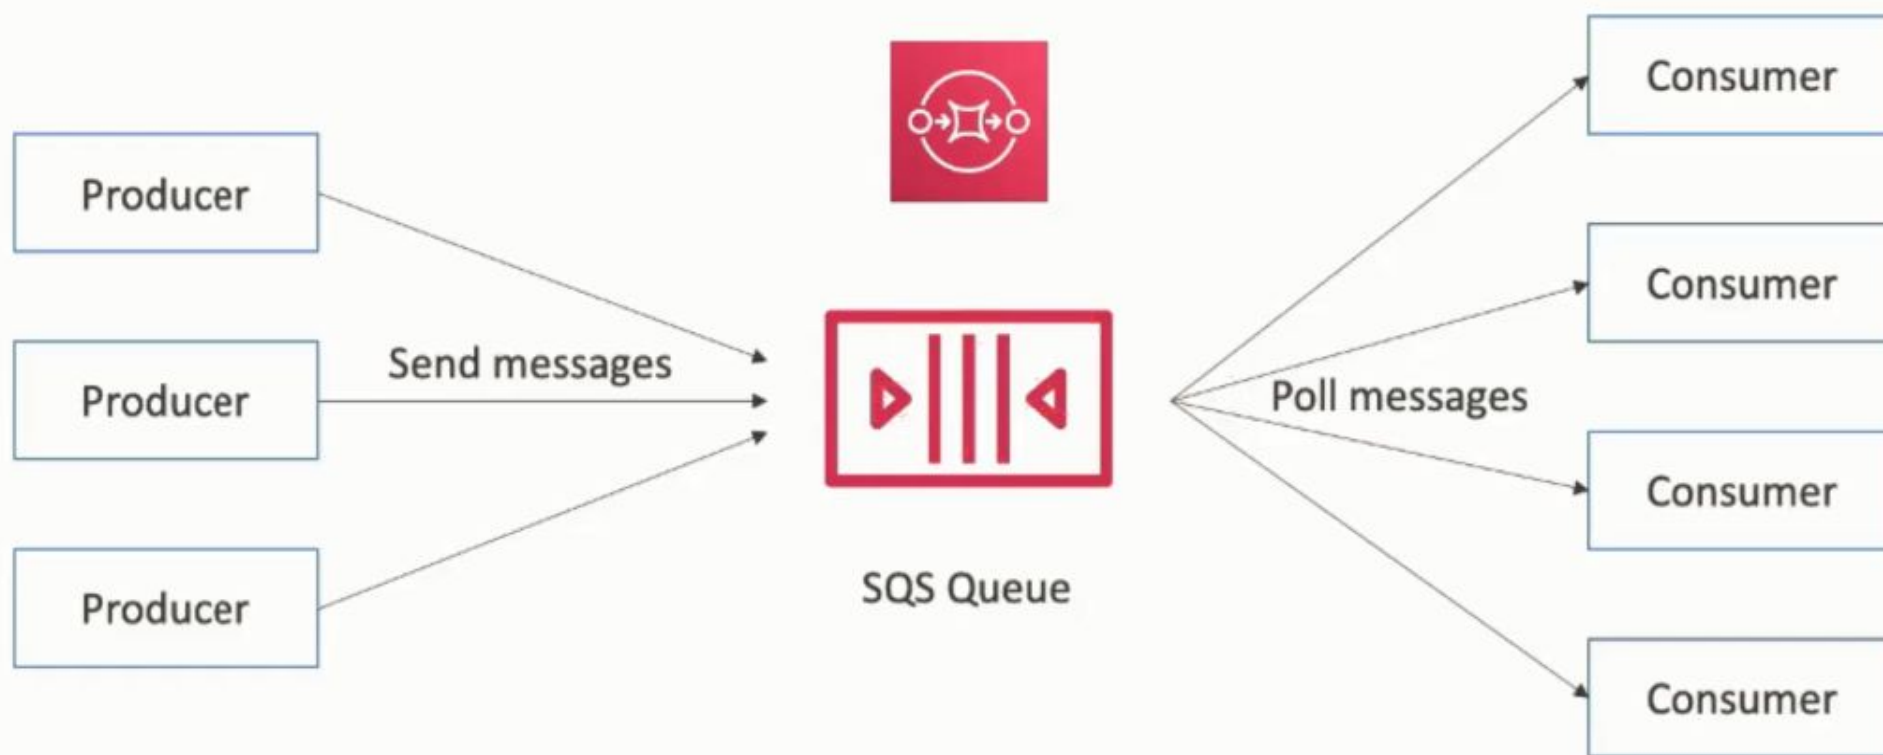 Producer
Producer
Producer
Send messages
SQS Queue
Poll messages
Consumer
Consumer
Consumer
Consumer